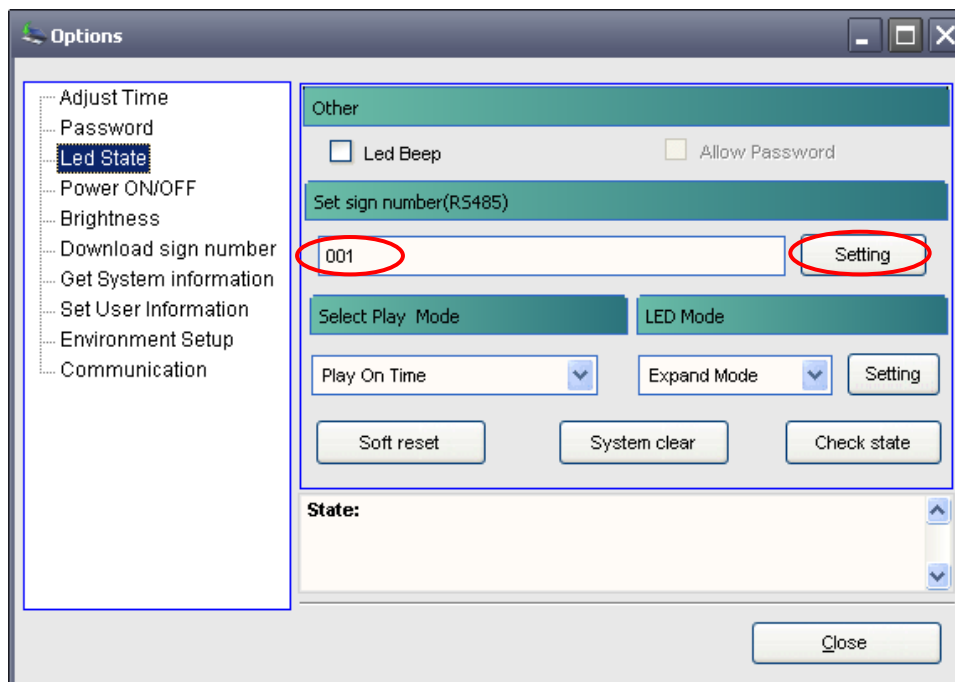 Options
Adjust Time
Password
Led State
Power ON/OFF
Brightness
Download sign number
Get System information
Set User Information
Environment Setup
Communication
Other
Led Beep
Allow Password
Set sign number(RS485)
001
Setting
Select Play Mode
LED Mode
Play On Time
Expand Mode
Setting
Soft reset
System clear
Check state
State:
Close